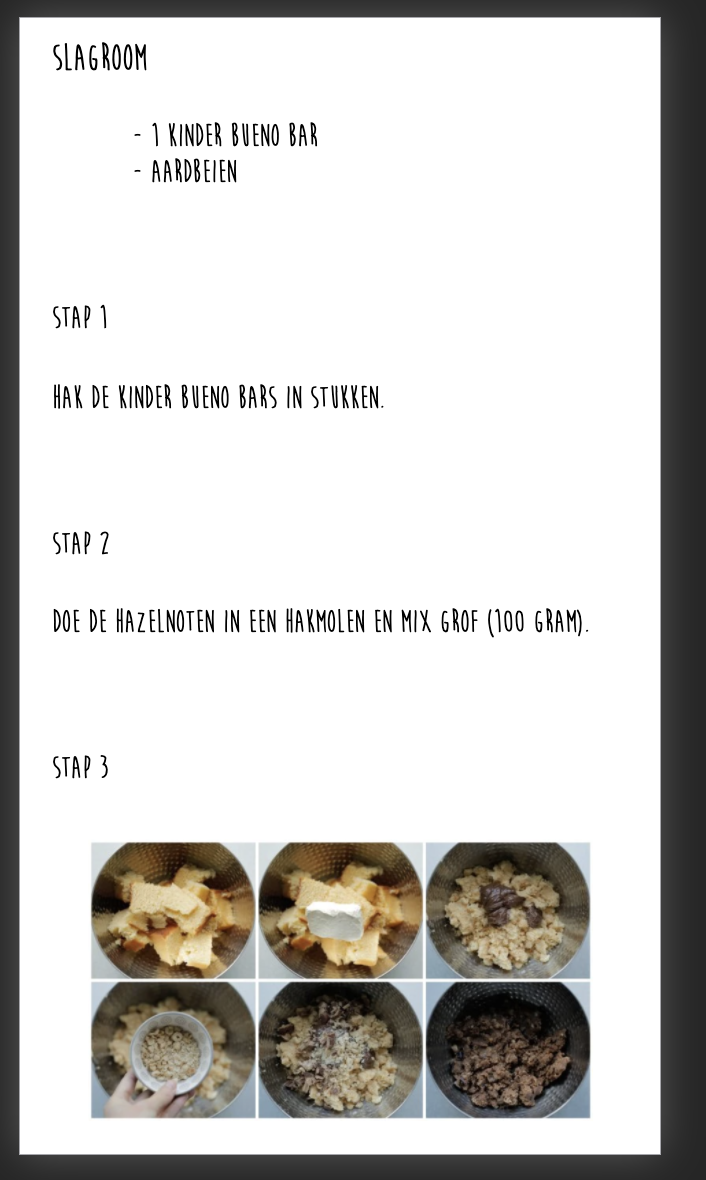 SLAGROOM
- 1 KINDER BUENO BAR
- AARDBEIEN
STAP 1
HAK DE KINDER BUENO BARS IN STUKKEN.
STAP 2
DOE DE HAZELNOTEN IN EEN HAKMOLEN EN MIX GROF (100 GRAM).
STAP 3